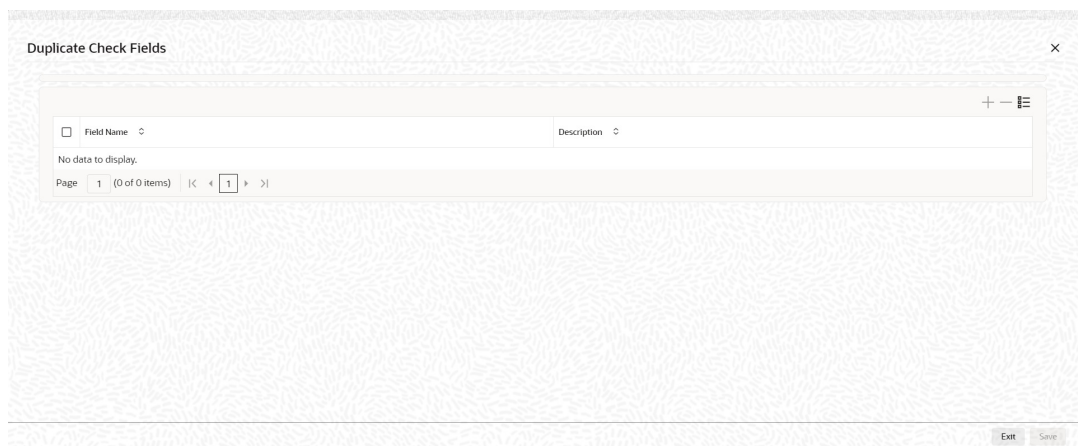 Duplicate Check Fields
Field Name Description
No data to display.
Page 1 (0 of 0 items) 1
Exit Save